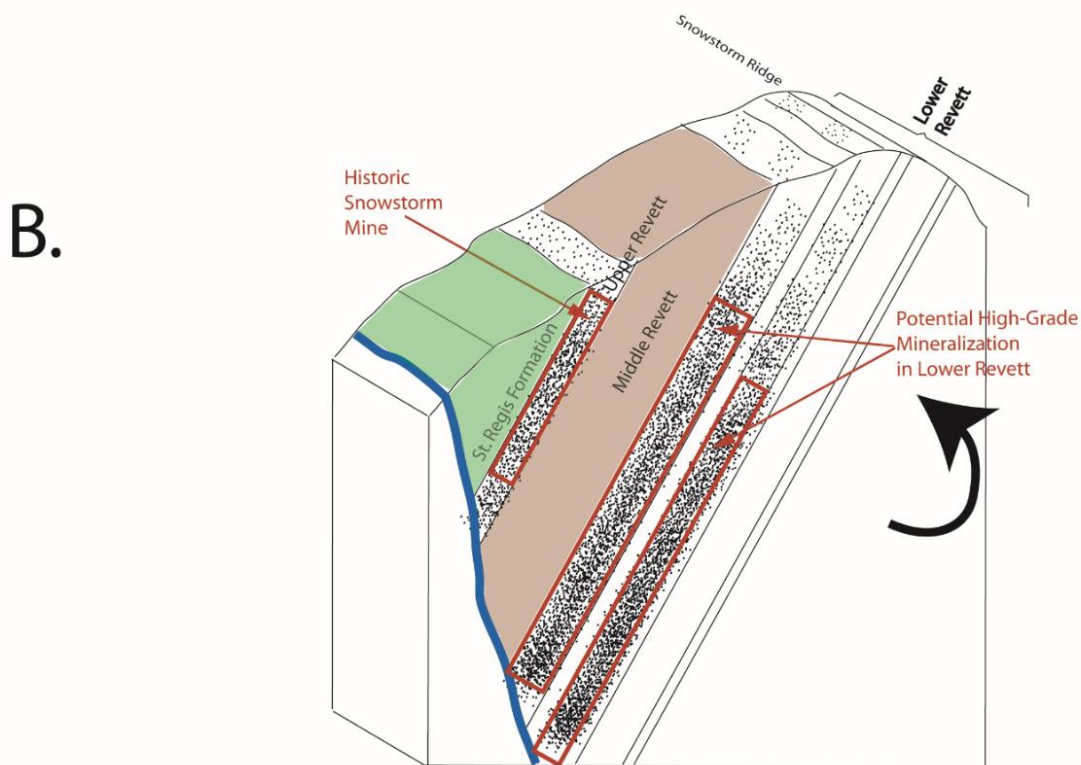 B.
Snowstorm Ridge
Lower
Revett
Historic
Snowstorm
Mine
Upper Revett
Middle Revett
St. Regis Formation
Potential High-Grade
Mineralization
in Lower Revett